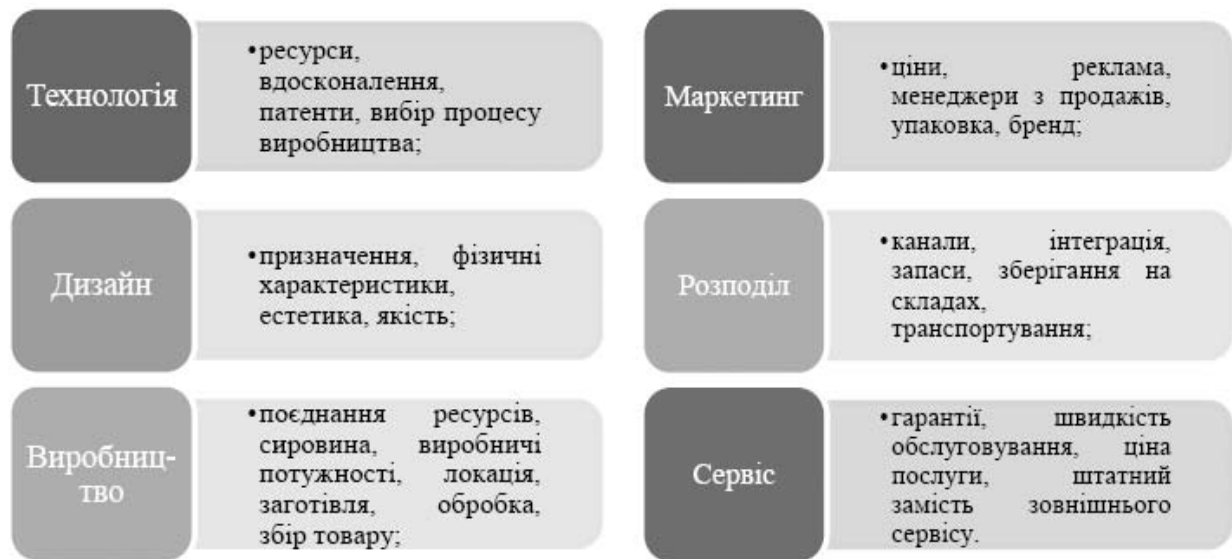 Технологія
•ресурси,
вдосконалення,
патенти, вибір процесу
виробництва;
Дизайн
•призначення, фізичні
характеристики,
естетика, якість;
Виробниц-
тво
•поєднання ресурсів,
сировина, виробничі
потужності, локація,
заготівля, обробка,
збір товару;
Маркетинг
•ціни, реклама,
менеджери з продажів,
упаковка, бренд;
Розподіл
•канали, інтеграція,
запаси, зберігання на
складах,
транспортування;
Сервіс
•гарантії, швидкість
обслуговування, ціна
послуги, штатний
замість зовнішнього
сервісу.